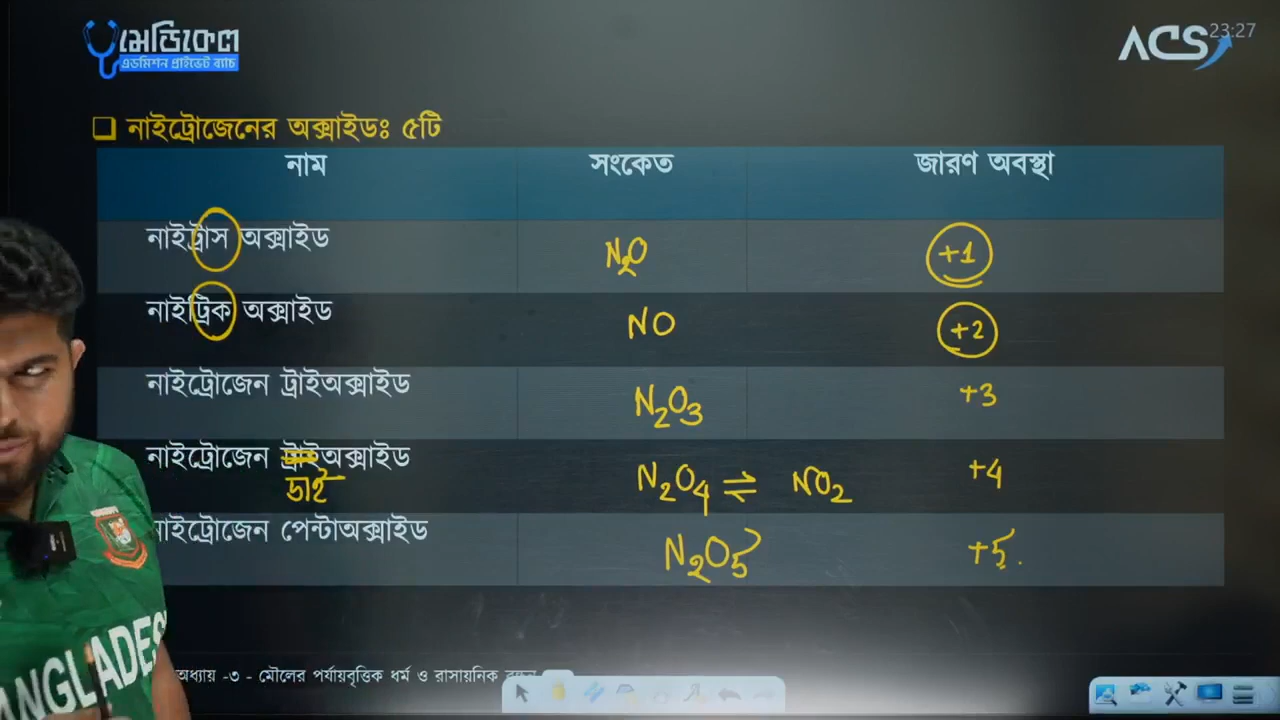 মেডিকেল
এডমিশন প্রাইভেট ব্যাচ
ACS
23:27
নাইট্রোজেনের অক্সাইডঃ ৫টি
নাম সংকেত জারণ অবস্থা
নাইট্রাস অক্সাইড N2O +1
নাইট্রিক অক্সাইড NO +2
নাইট্রোজেন ট্রাইঅক্সাইড N2O3 +3
নাইট্রোজেন ট্রাইঅক্সাইড N2O4 ⇌ NO2 +4
ডাই
নাইট্রোজেন পেন্টাঅক্সাইড N2O5 +5
অধ্যায় -৩ - মৌলের পর্যায়বৃত্তিক ধর্ম ও রাসায়নিক
ANGLADES